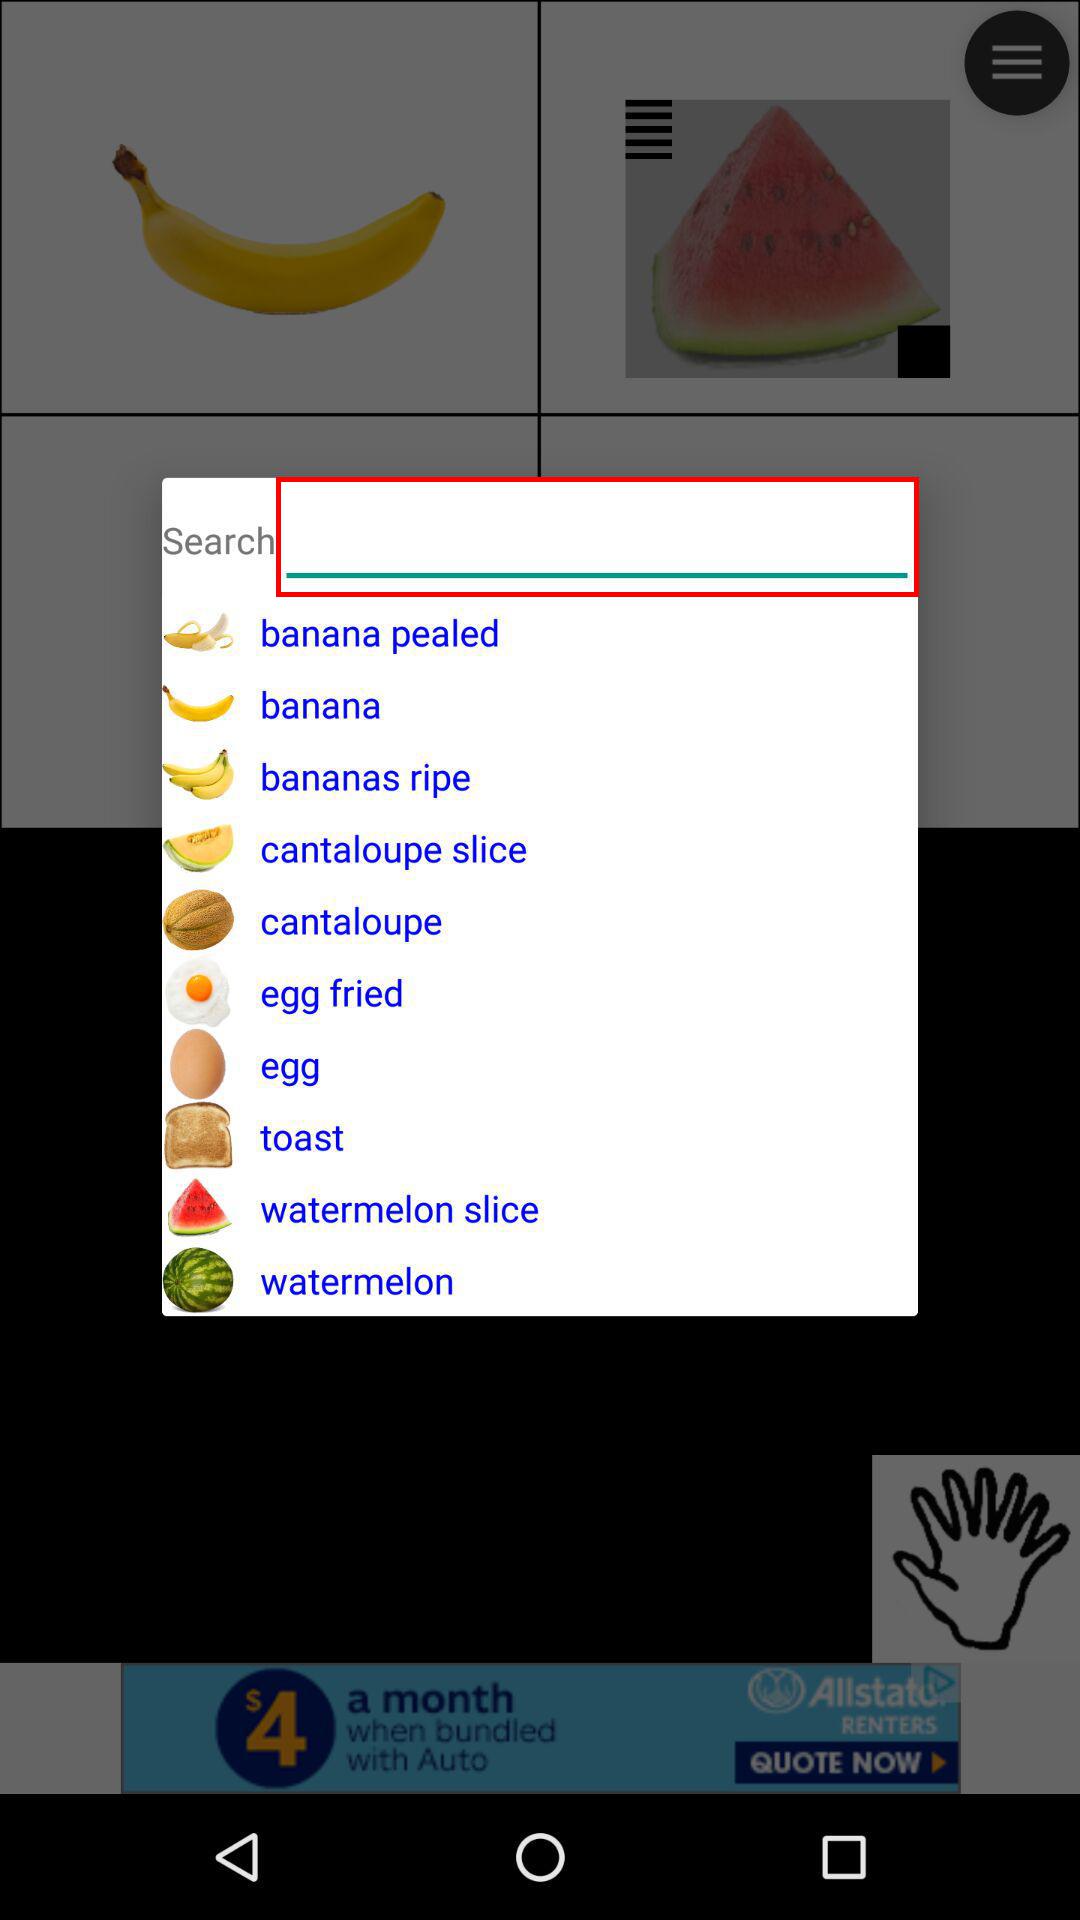 Search
banana pealed
banana
bananas ripe
cantaloupe slice
cantaloupe
egg fried
egg
toast
watermelon slice
watermelon
$4
a month
when bundled
with Auto
Allstate
RENTERS
QUOTE NOW